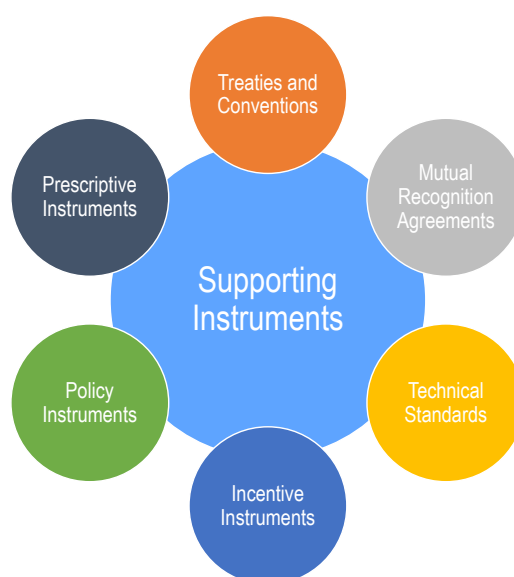 Treaties and
Conventions
Prescriptive
Instruments
Mutual
Recognition
Agreements
Supporting
Instruments
Policy
Instruments
Technical
Standards
Incentive
Instruments